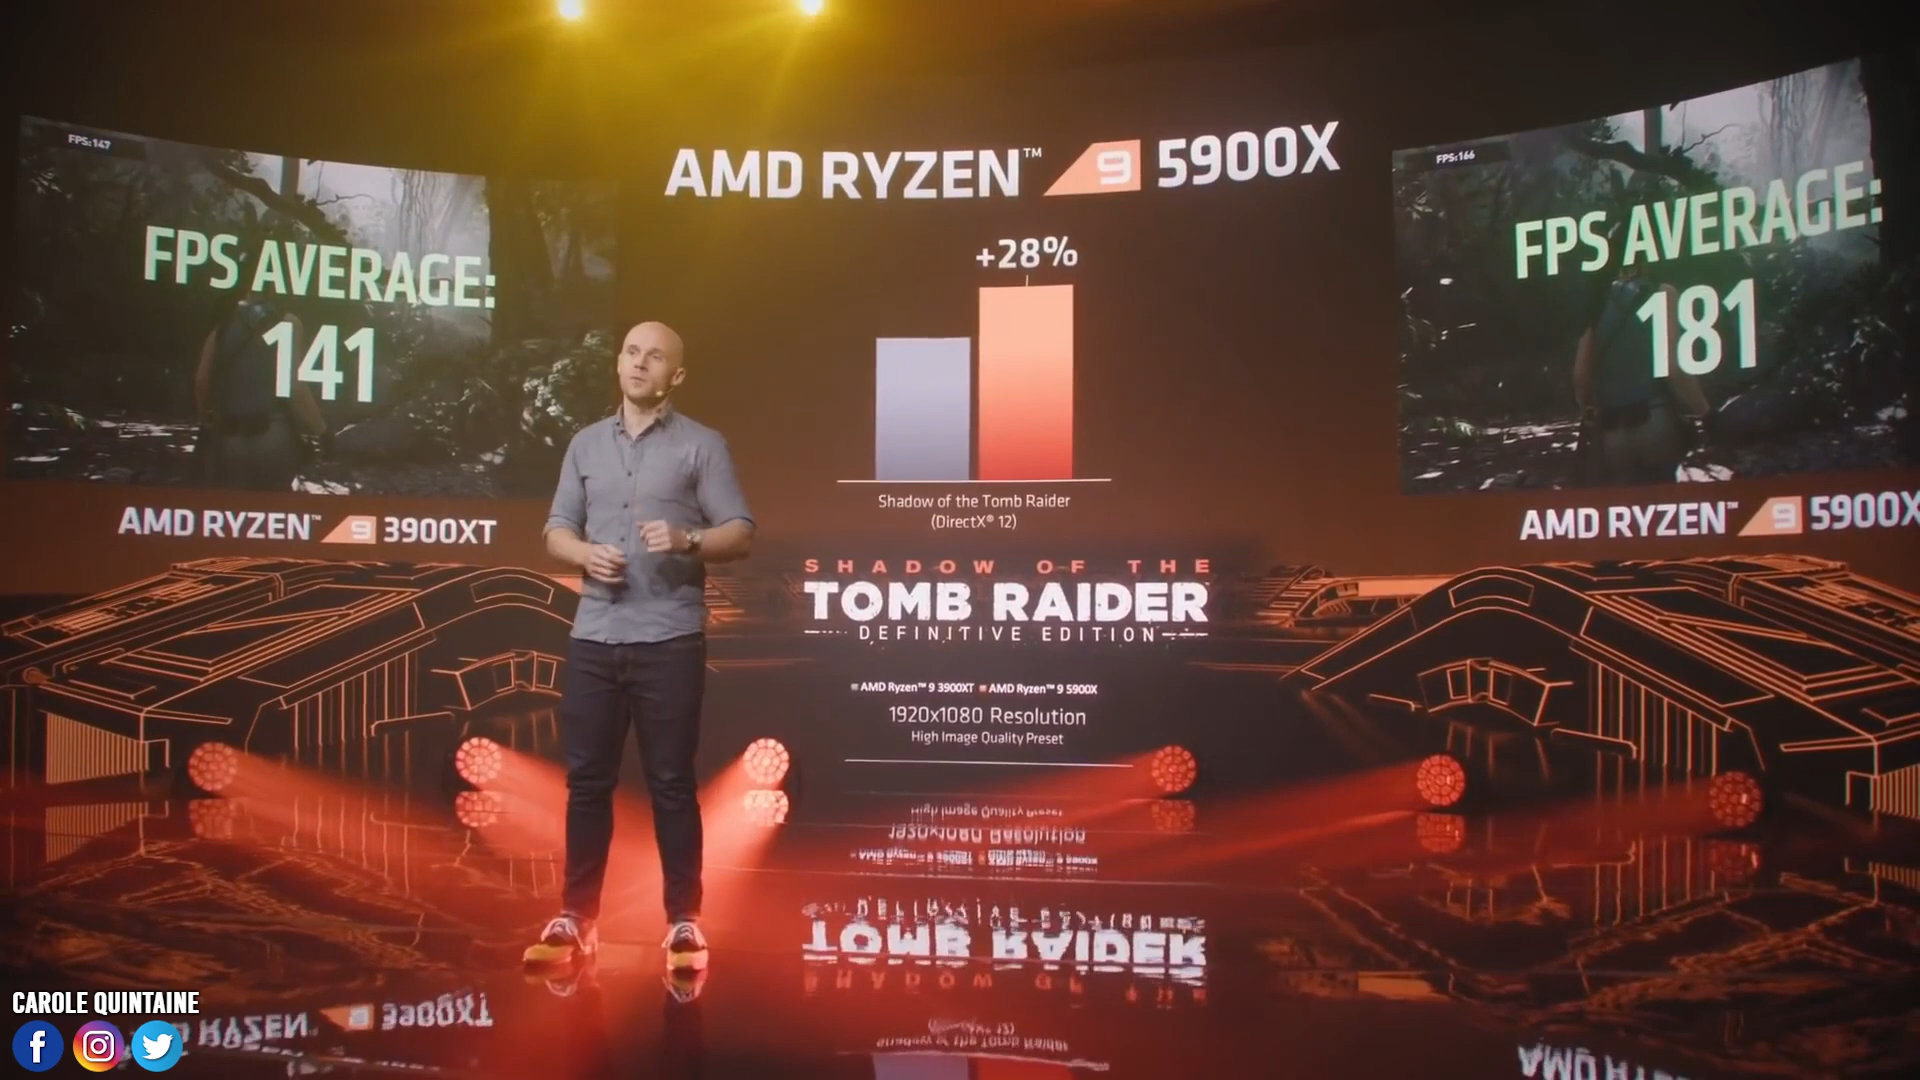 FPS:147
FPS AVERAGE:
141
AMD RYZEN™ 9 3900XT
AMD RYZEN™ 9 5900X
+28%
Shadow of the Tomb Raider
(DirectX® 12)
SHADOW OF THE
TOMB RAIDER
DEFINITIVE EDITION
AMD Ryzen™ 9 3900XT AMD Ryzen™ 9 5900X
1920x1080 Resolution
High Image Quality Preset
FPS:166
FPS AVERAGE:
181
AMD RYZEN™ 9 5900X
CAROLE QUINTAINE